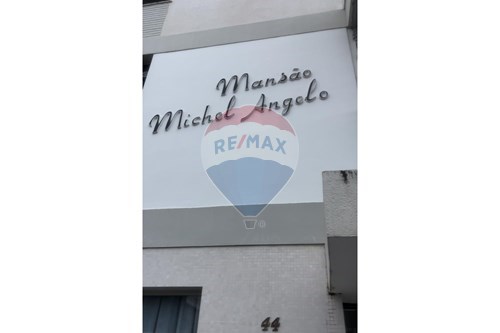 Mansão
Michel Angelo
RE/MAX
44